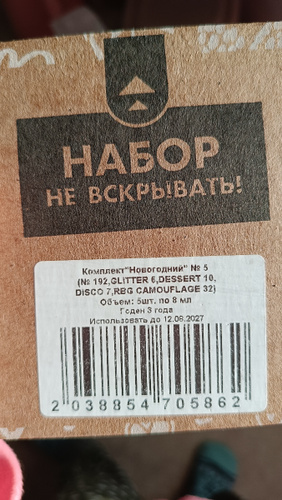 НАБОР
НЕ ВСКРЫВАТЬ!
Комплект"Новогодний" № 5
(№ 192,GLITTER 6,DESSERT 10,
DISCO 7,RBG CAMOUFLAGE 32)
Объем: 5шт. по 8 мл
Годен 3 года
Использовать до 12.09.2027
2 038854 705862